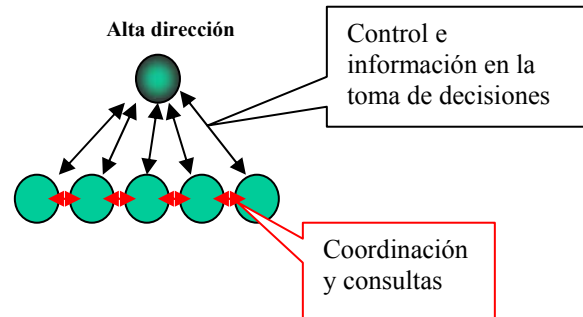 Alta dirección
Control e
información en la
toma de decisiones
Coordinación
y consultas